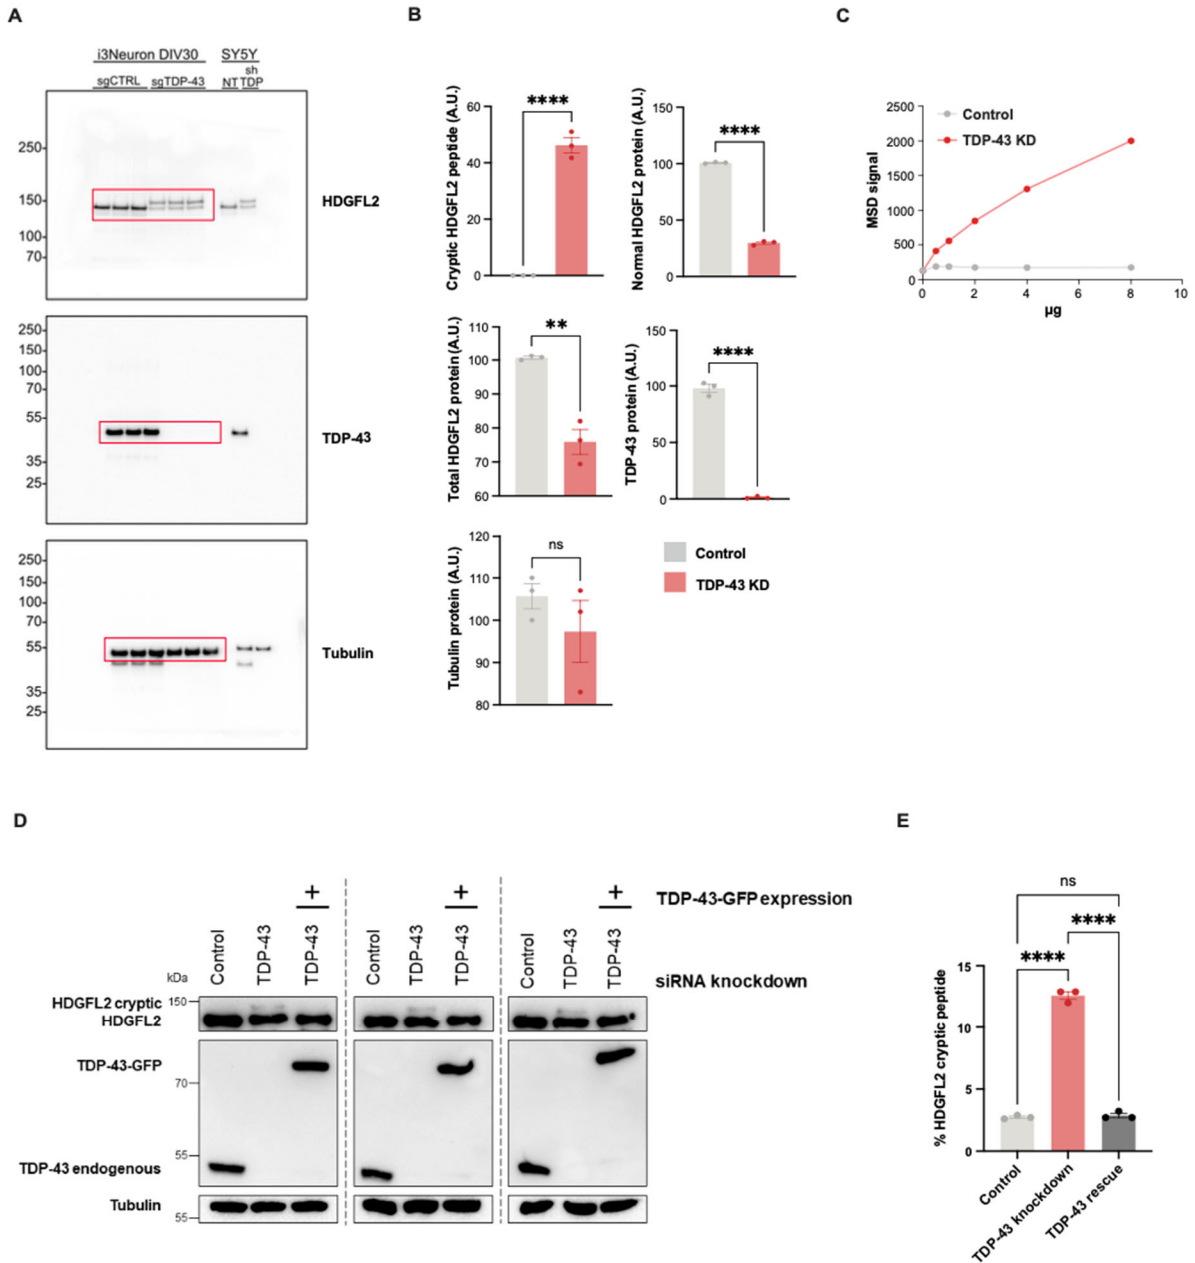 A
i3Neuron DIV30 SY5Y
sgCTRL sgTDP-43 NT sh TDP
250
150
100
70
HDGFL2
250
150
100
70
55
35
25
TDP-43
250
150
100
70
55
35
25
Tubulin
B
Cryptic HDGFL2 peptide (A.U.)
60
40
20
0
****
Normal HDGFL2 protein (A.U.)
150
100
50
0
****
Total HDGFL2 protein (A.U.)
110
100
90
80
70
60
**
TDP-43 protein (A.U.)
150
100
50
0
****
Tubulin protein (A.U.)
120
110
100
90
80
ns
Control
TDP-43 KD
C
MSD signal
2500
2000
1500
1000
500
0
Control
TDP-43 KD
0 2 4 6 8 10
µg
D
+ + + TDP-43-GFP expression
Control TDP-43 TDP-43 Control TDP-43 TDP-43 Control TDP-43 TDP-43 siRNA knockdown
kDa
HDGFL2 cryptic 150
HDGFL2
TDP-43-GFP
70
55
TDP-43 endogenous
Tubulin
55
E
ns
****
****
% HDGFL2 cryptic peptide
15
10
5
0
Control
TDP-43 knockdown
TDP-43 rescue